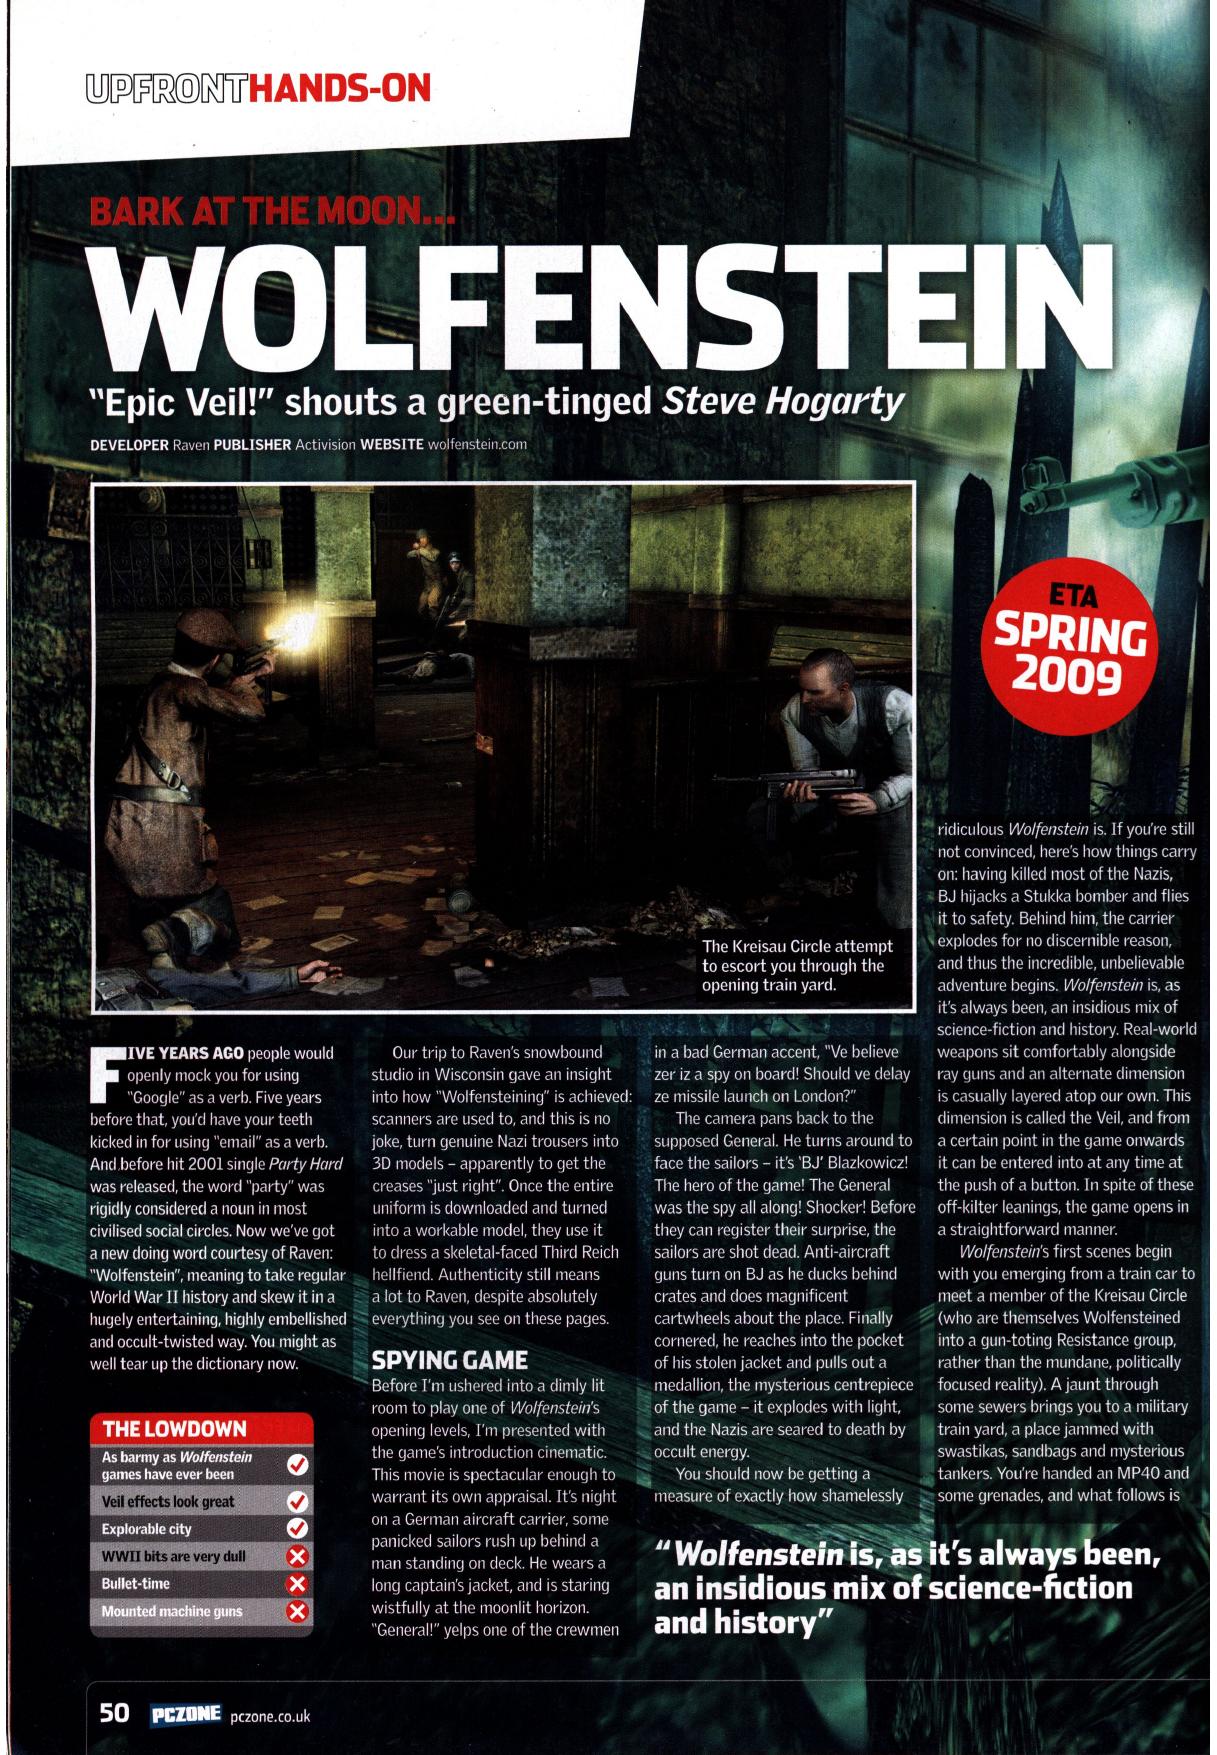 UPFRONTHANDS-ON
BARK AT THE MOON...
WOLFENSTEIN
"Epic Veil!" shouts a green-tinged Steve Hogarty
DEVELOPER Raven PUBLISHER Activision WEBSITE wolfenstein.com
ETA
SPRING
2009
The Kreisau Circle attempt
to escort you through the
opening train yard.
FIVE YEARS AGO people would
openly mock you for using
"Google" as a verb. Five years
before that, you'd have your teeth
kicked in for using "email" as a verb.
And before hit 2001 single Party Hard
was released, the word "party" was
rigidly considered a noun in most
civilised social circles. Now we've got
a new doing word courtesy of Raven:
"Wolfenstein", meaning to take regular
World War II history and skew it in a
hugely entertaining, highly embellished
and occult-twisted way. You might as
well tear up the dictionary now.
THE LOWDOWN
As barmy as Wolfenstein
games have ever been
Veil effects look great
Explorable city
WWII bits are very dull
Bullet-time
Mounted machine guns
Our trip to Raven's snowbound
studio in Wisconsin gave an insight
into how "Wolfensteining" is achieved:
scanners are used to, and this is no
joke, turn genuine Nazi trousers into
3D models – apparently to get the
creases "just right". Once the entire
uniform is downloaded and turned
into a workable model, they use it
to dress a skeletal-faced Third Reich
hellfiend. Authenticity still means
a lot to Raven, despite absolutely
everything you see on these pages.
SPYING GAME
Before I'm ushered into a dimly lit
room to play one of Wolfenstein's
opening levels, I'm presented with
the game's introduction cinematic.
This movie is spectacular enough to
warrant its own appraisal. It's night
on a German aircraft carrier, some
panicked sailors rush up behind a
man standing on deck. He wears a
long captain's jacket, and is staring
wistfully at the moonlit horizon.
"General!" yelps one of the crewmen
in a bad German accent, "Ve believe
zer iz a spy on board! Should ve delay
ze missile launch on London?"
The camera pans back to the
supposed General. He turns around to
face the sailors – it's 'BJ' Blazkowicz!
The hero of the game! The General
was the spy all along! Shocker! Before
they can register their surprise, the
sailors are shot dead. Anti-aircraft
guns turn on BJ as he ducks behind
crates and does magnificent
cartwheels about the place. Finally
cornered, he reaches into the pocket
of his stolen jacket and pulls out a
medallion, the mysterious centrepiece
of the game – it explodes with light,
and the Nazis are seared to death by
occult energy.
You should now be getting a
measure of exactly how shamelessly
ridiculous Wolfenstein is. If you're still
not convinced, here's how things carry
on: having killed most of the Nazis,
BJ hijacks a Stukka bomber and flies
it to safety. Behind him, the carrier
explodes for no discernible reason,
and thus the incredible, unbelievable
adventure begins. Wolfenstein is, as
it's always been, an insidious mix of
science-fiction and history. Real-world
weapons sit comfortably alongside
ray guns and an alternate dimension
is casually layered atop our own. This
dimension is called the Veil, and from
a certain point in the game onwards
it can be entered into at any time at
the push of a button. In spite of these
off-kilter leanings, the game opens in
a straightforward manner.
Wolfenstein's first scenes begin
with you emerging from a train car to
meet a member of the Kreisau Circle
(who are themselves Wolfensteined
into a gun-toting Resistance group,
rather than the mundane, politically
focused reality). A jaunt through
some sewers brings you to a military
train yard, a place jammed with
swastikas, sandbags and mysterious
tankers. You're handed an MP40 and
some grenades, and what follows is
"Wolfenstein is, as it's always been,
an insidious mix of science-fiction
and history"
50 PCZONE pczone.co.uk